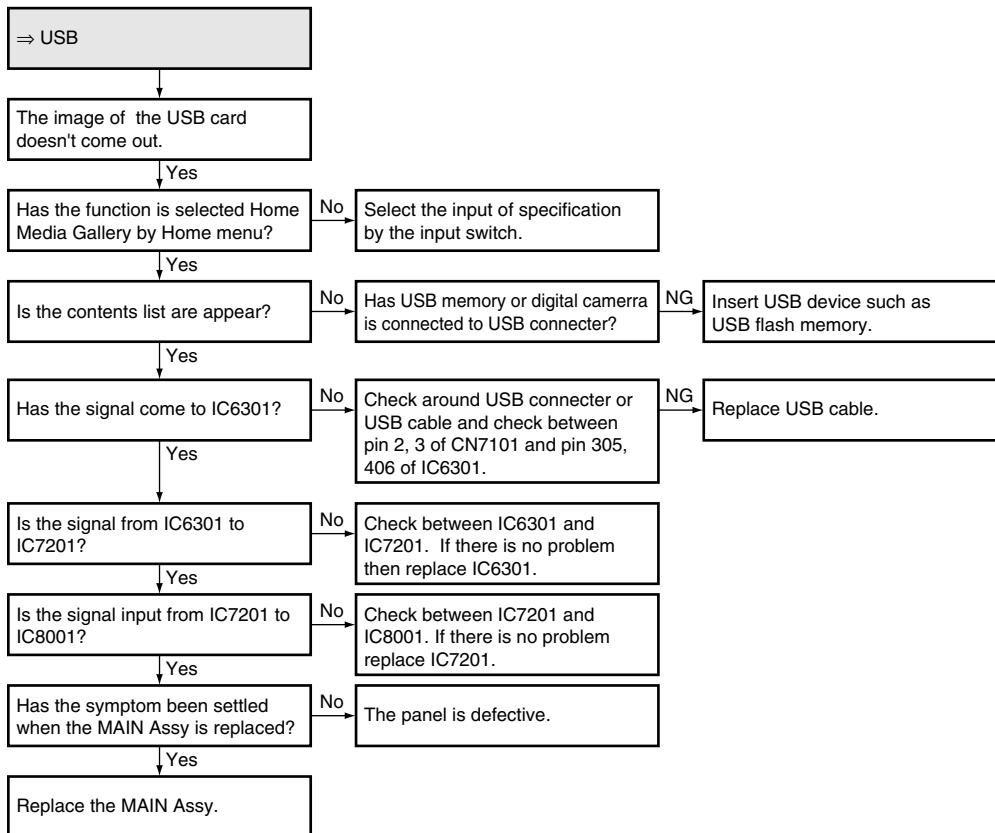 ⇒ USB
The image of the USB card
doesn't come out.
Yes
Has the function is selected Home
Media Gallery by Home menu?
No
Select the input of specification
by the input switch.
Yes
Is the contents list are appear?
No
Has USB memory or digital camerra
is connected to USB connecter?
NG
Insert USB device such as
USB flash memory.
Yes
Has the signal come to IC6301?
No
Check around USB connecter or
USB cable and check between
pin 2, 3 of CN7101 and pin 305,
406 of IC6301.
NG
Replace USB cable.
Yes
Is the signal from IC6301 to
IC7201?
No
Check between IC6301 and
IC7201. If there is no problem
then replace IC6301.
Yes
Is the signal input from IC7201 to
IC8001?
No
Check between IC7201 and
IC8001. If there is no problem
replace IC7201.
Yes
Has the symptom been settled
when the MAIN Assy is replaced?
No
The panel is defective.
Yes
Replace the MAIN Assy.